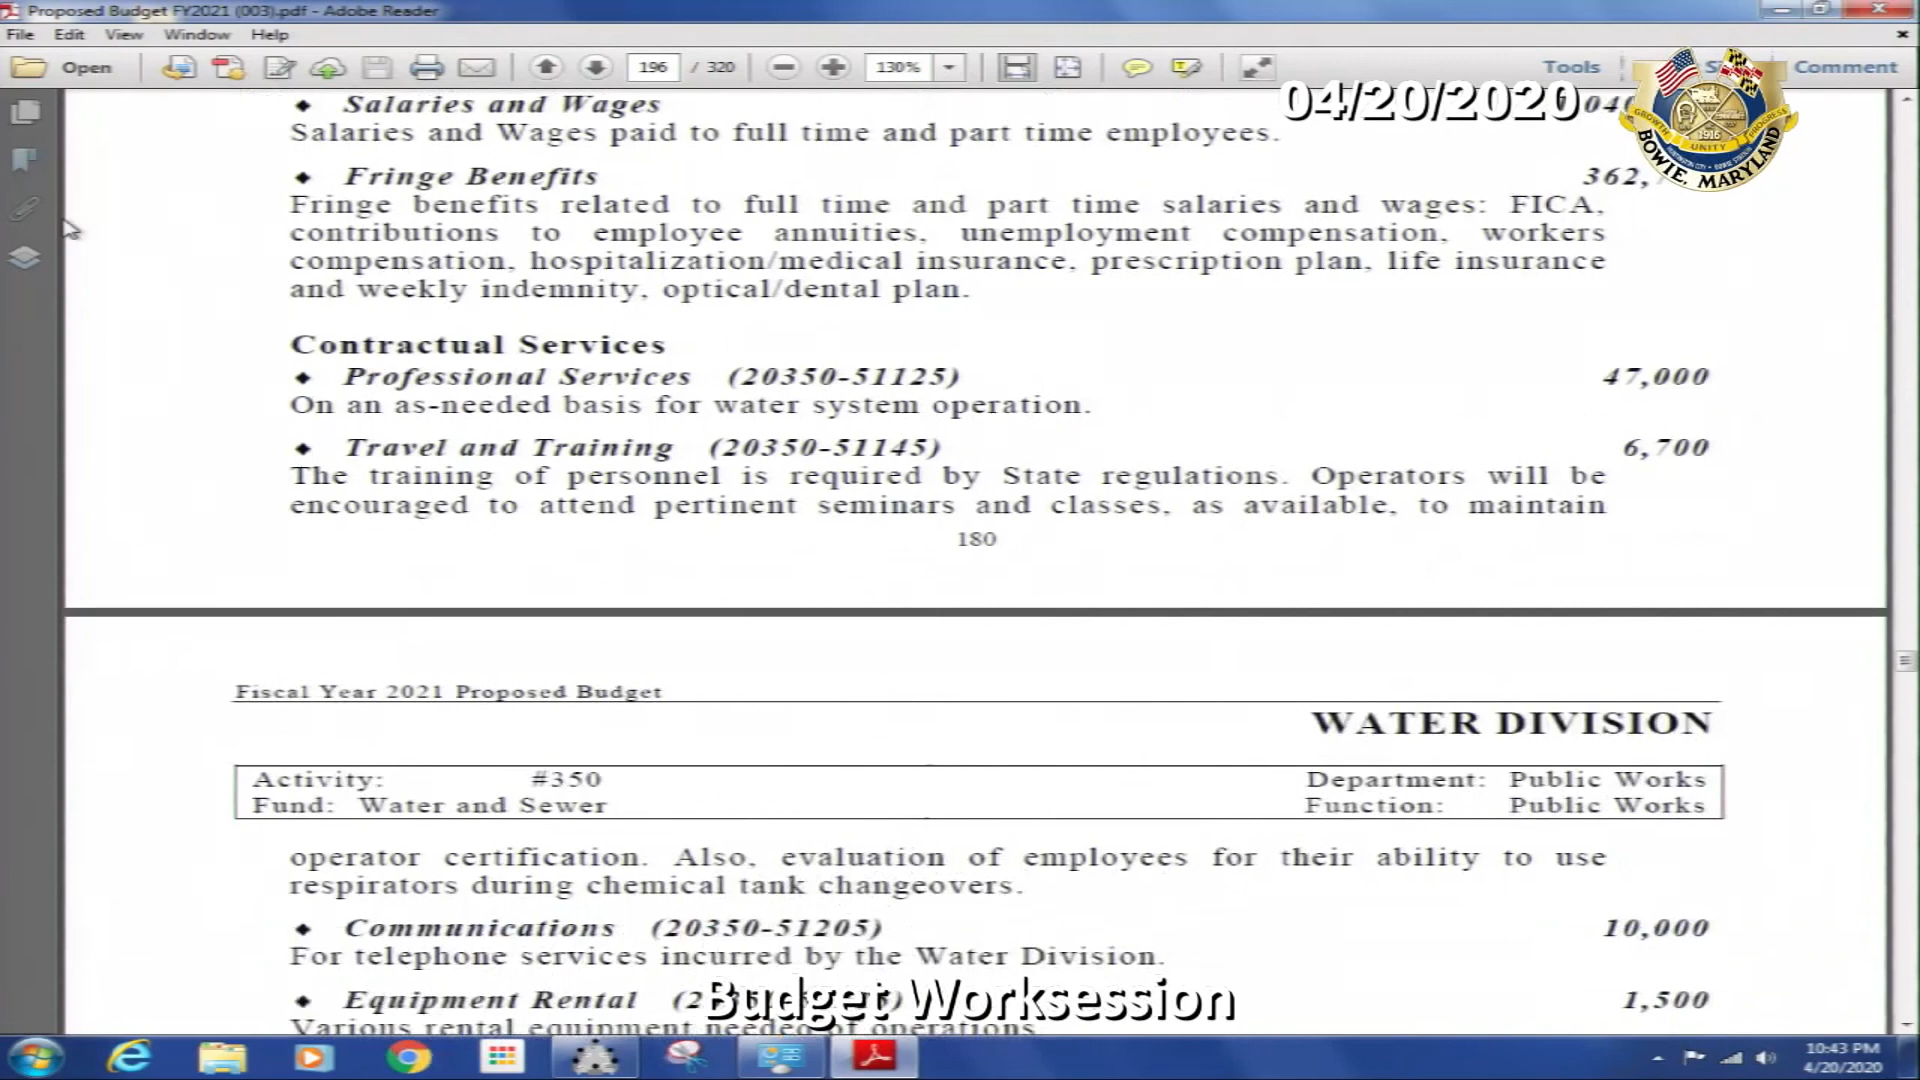 Proposed Budget FY2021 (003).pdf - Adobe Reader
File Edit View Window Help
Open 196 / 320 130% Tools Comment
04/20/2020
GROWTH PROGRESS
1916
UNITY
BOWIE, MARYLAND
◆ Salaries and Wages
Salaries and Wages paid to full time and part time employees.
◆ Fringe Benefits 362,
Fringe benefits related to full time and part time salaries and wages: FICA,
contributions to employee annuities, unemployment compensation, workers
compensation, hospitalization/medical insurance, prescription plan, life insurance
and weekly indemnity, optical/dental plan.
Contractual Services
◆ Professional Services (20350-51125) 47,000
On an as-needed basis for water system operation.
◆ Travel and Training (20350-51145) 6,700
The training of personnel is required by State regulations. Operators will be
encouraged to attend pertinent seminars and classes, as available, to maintain
180
Fiscal Year 2021 Proposed Budget
WATER DIVISION
Activity: #350 Department: Public Works
Fund: Water and Sewer Function: Public Works
operator certification. Also, evaluation of employees for their ability to use
respirators during chemical tank changeovers.
◆ Communications (20350-51205) 10,000
For telephone services incurred by the Water Division.
◆ Equipment Rental 1,500
Various rental equipment needed operations
Budget Worksession
10:43 PM
4/20/2020